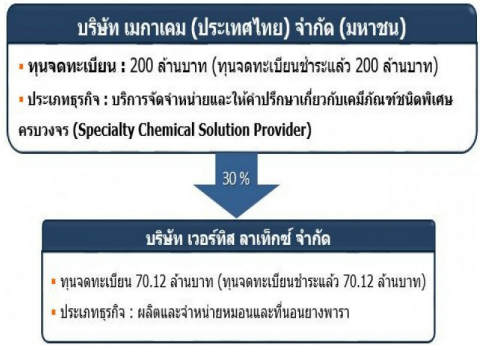 บริษัท เมกาเคม (ประเทศไทย) จำกัด (มหาชน)
▪ ทุนจดทะเบียน : 200 ล้านบาท (ทุนจดทะเบียนชำระแล้ว 200 ล้านบาท)
▪ ประเภทธุรกิจ : บริการจัดจำหน่ายและให้คำปรึกษาเกี่ยวกับเคมีภัณฑ์ชนิดพิเศษ
ครบวงจร (Specialty Chemical Solution Provider)
30 %
บริษัท เวอร์ทิส ลาเท็กซ์ จำกัด
▪ ทุนจดทะเบียน 70.12 ล้านบาท (ทุนจดทะเบียนชำระแล้ว 70.12 ล้านบาท)
▪ ประเภทธุรกิจ : ผลิตและจำหน่ายหมอนและที่นอนยางพารา